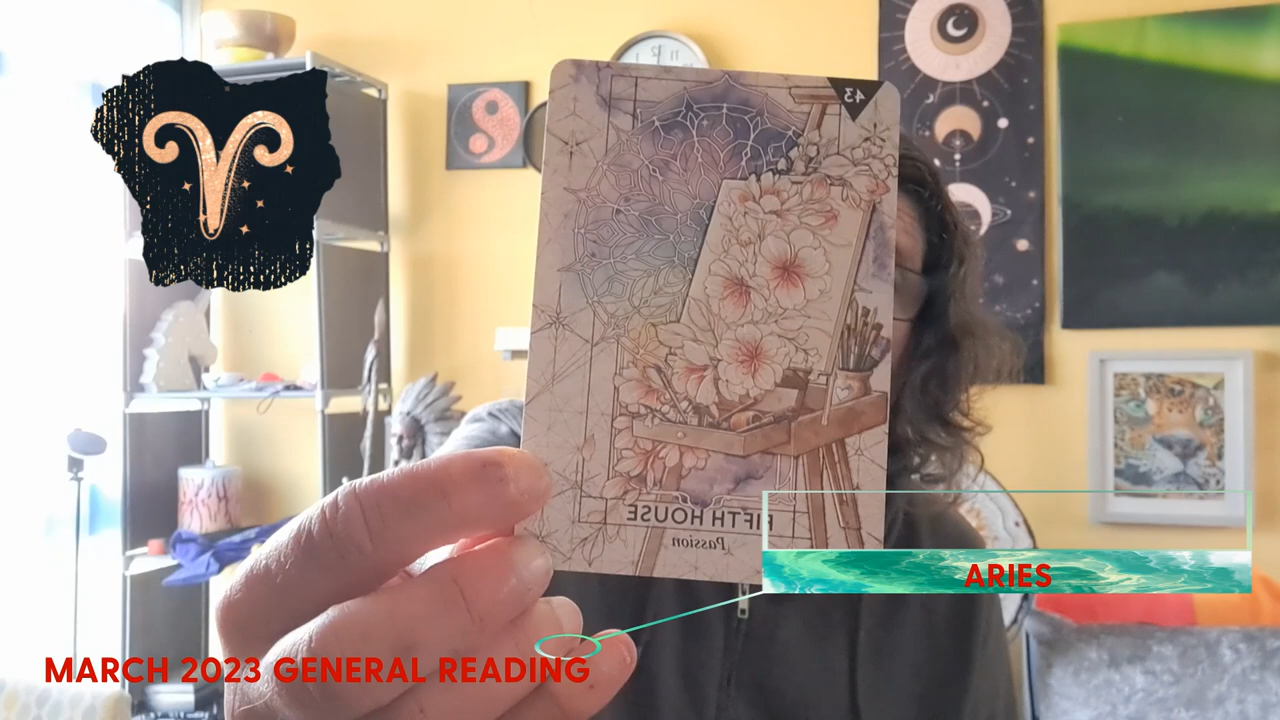 43
FIFTH HOUSE
Passion
ARIES
MARCH 2023 GENERAL READING